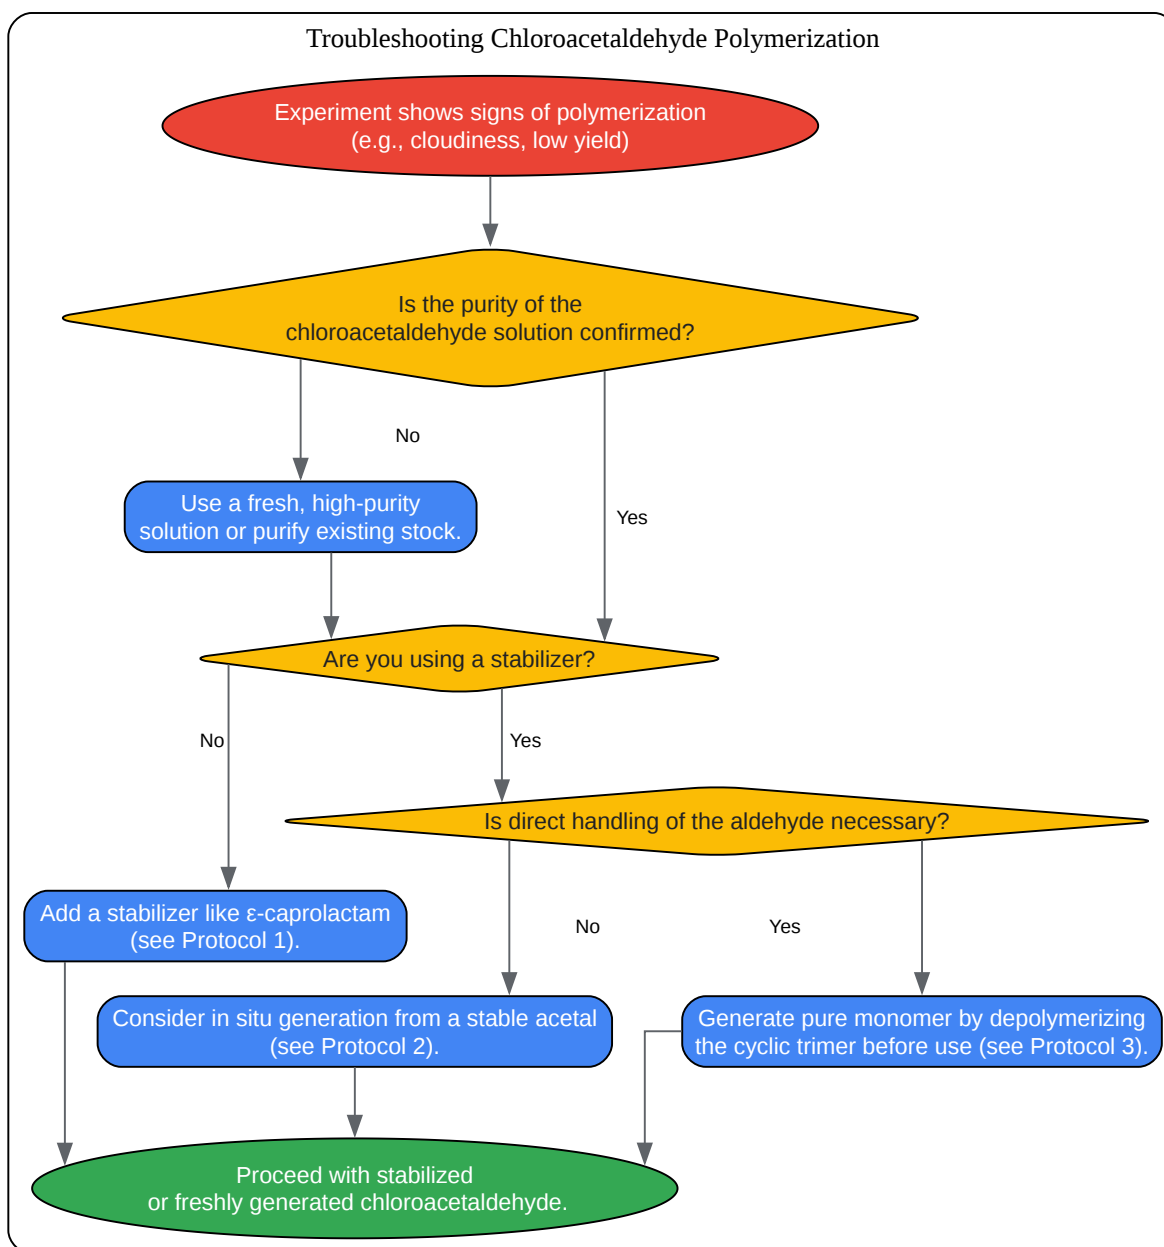 Troubleshooting Chloroacetaldehyde Polymerization
Experiment shows signs of polymerization
(e.g., cloudiness, low yield)
Is the purity of the
chloroacetaldehyde solution confirmed?
No
Use a fresh, high-purity
solution or purify existing stock.
Yes
Are you using a stabilizer?
No
Yes
Is direct handling of the aldehyde necessary?
Add a stabilizer like ε-caprolactam
(see Protocol 1).
No
Yes
Consider in situ generation from a stable acetal
(see Protocol 2).
Generate pure monomer by depolymerizing
the cyclic trimer before use (see Protocol 3).
Proceed with stabilized
or freshly generated chloroacetaldehyde.